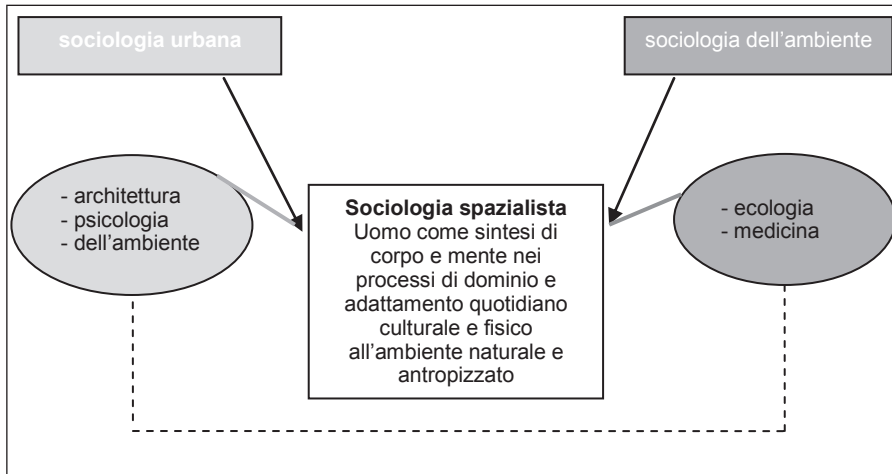 sociologia urbana
sociologia dell'ambiente
- architettura
- psicologia
- dell'ambiente
Sociologia spazialista
Uomo come sintesi di
corpo e mente nei
processi di dominio e
adattamento quotidiano
culturale e fisico
all'ambiente naturale e
antropizzato
- ecologia
- medicina